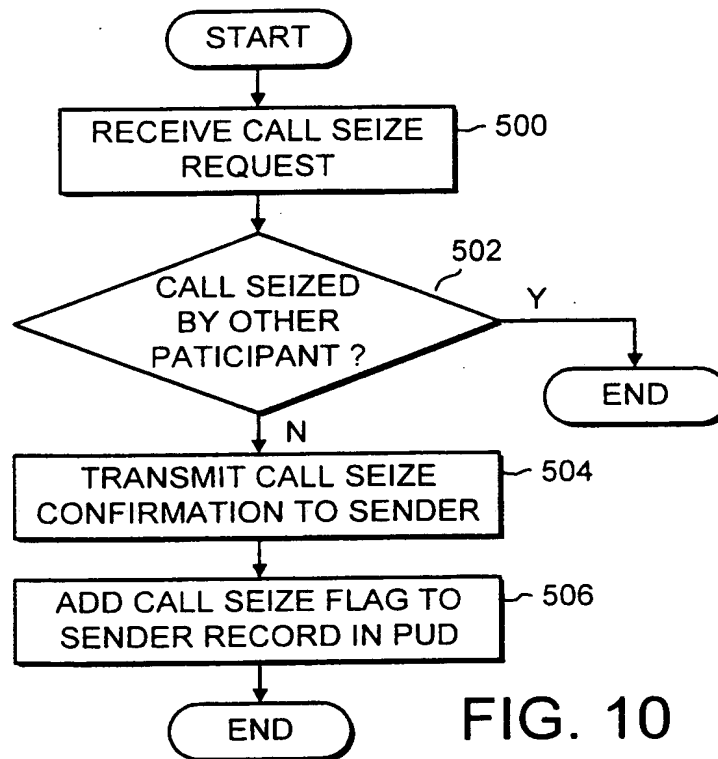 START
RECEIVE CALL SEIZE
REQUEST
500
502
CALL SEIZED
BY OTHER
PATICIPANT ?
Y
END
N
TRANSMIT CALL SEIZE
CONFIRMATION TO SENDER
504
ADD CALL SEIZE FLAG TO
SENDER RECORD IN PUD
506
END
FIG. 10